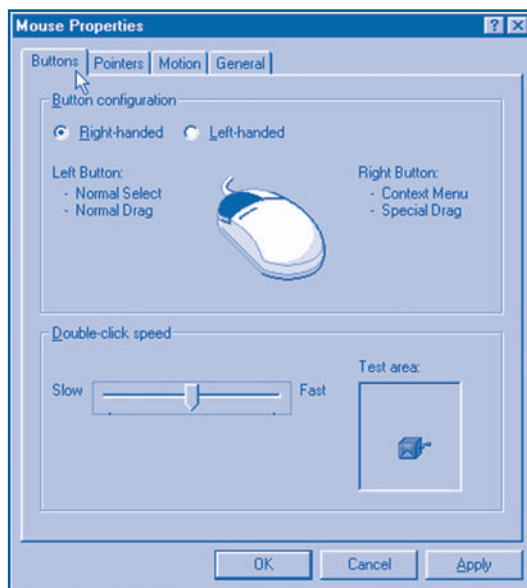 Mouse Properties
Buttons Pointers Motion General
Button configuration
Right-handed Left-handed
Left Button: Right Button:
- Normal Select - Context Menu
- Normal Drag - Special Drag
Double-click speed
Test area:
Slow Fast
OK Cancel Apply